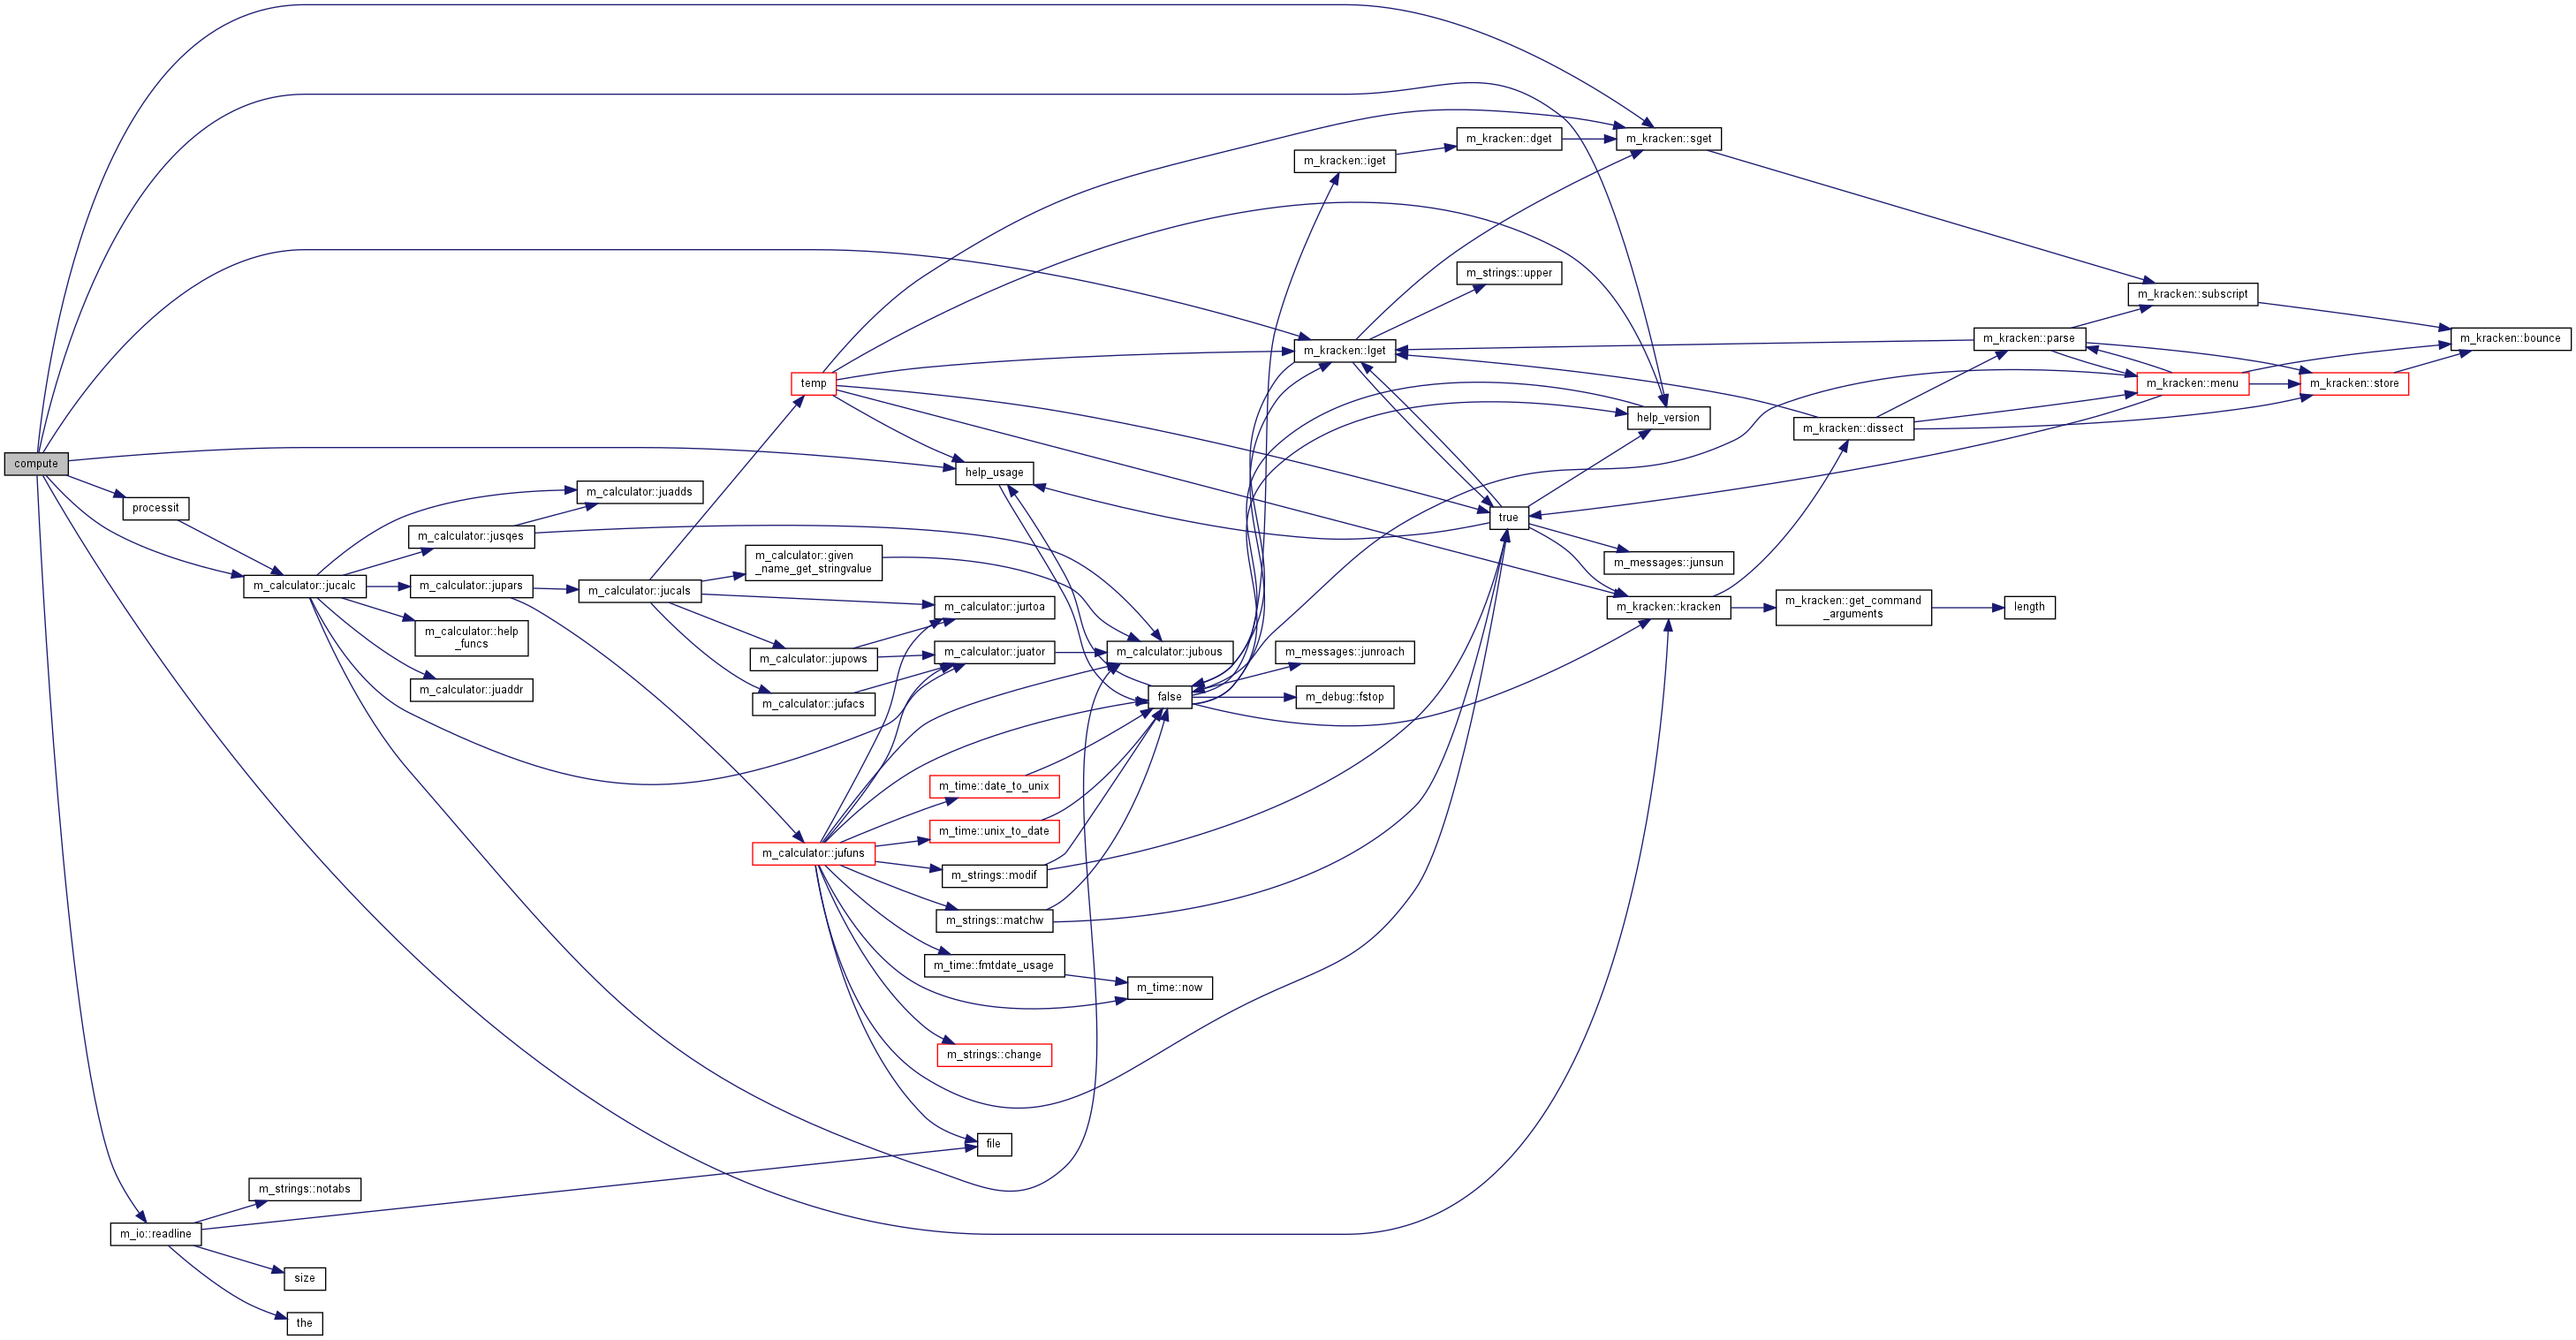 m_kracken::dget
m_kracken::sget
m_kracken::iget
m_strings::upper
m_kracken::subscript
m_kracken::parse
m_kracken::bounce
m_kracken::lget
temp
m_kracken::menu
m_kracken::store
help_version
m_kracken::dissect
compute
help_usage
m_calculator::juadds
processit
true
m_calculator::jusqes
m_calculator::given
_name_get_stringvalue
m_messages::junsun
m_calculator::jucalc
m_calculator::jupars
m_calculator::jucals
m_calculator::jurtoa
m_kracken::kracken
m_kracken::get_command
_arguments
length
m_calculator::help
_funcs
m_calculator::jupows
m_calculator::juator
m_calculator::jubous
m_messages::junroach
m_calculator::juaddr
m_calculator::jufacs
false
m_debug::fstop
m_time::date_to_unix
m_time::unix_to_date
m_calculator::jufuns
m_strings::modif
m_strings::matchw
m_time::fmtdate_usage
m_time::now
m_strings::change
file
m_strings::notabs
m_io::readline
size
the